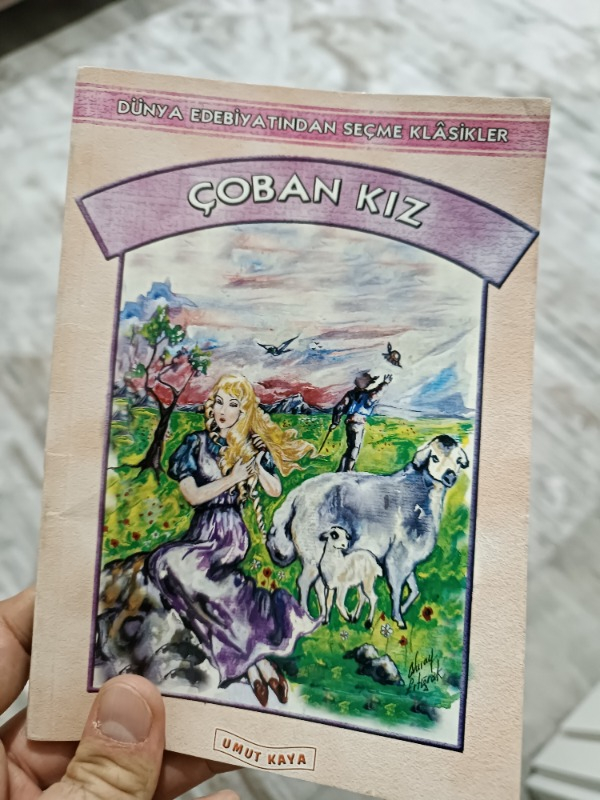 DÜNYA EDEBİYATINDAN SEÇME KLÂSİKLER
ÇOBAN KIZ
UMUT KAYA